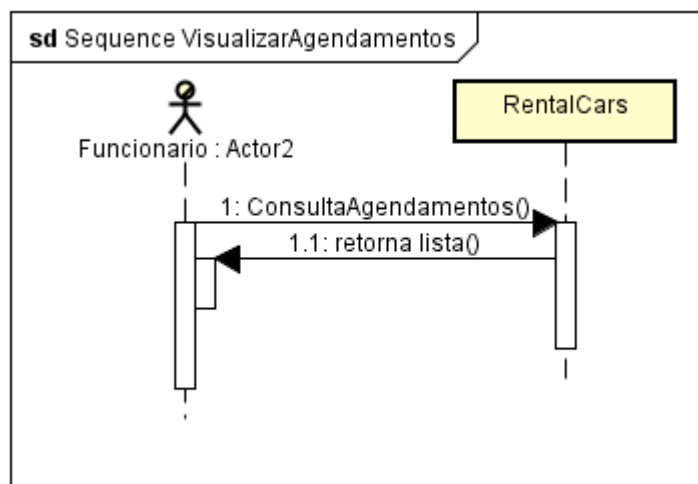 sd Sequence VisualizarAgendamentos
RentalCars
Funcionario : Actor2
1: ConsultaAgendamentos()
1.1: retorna lista()